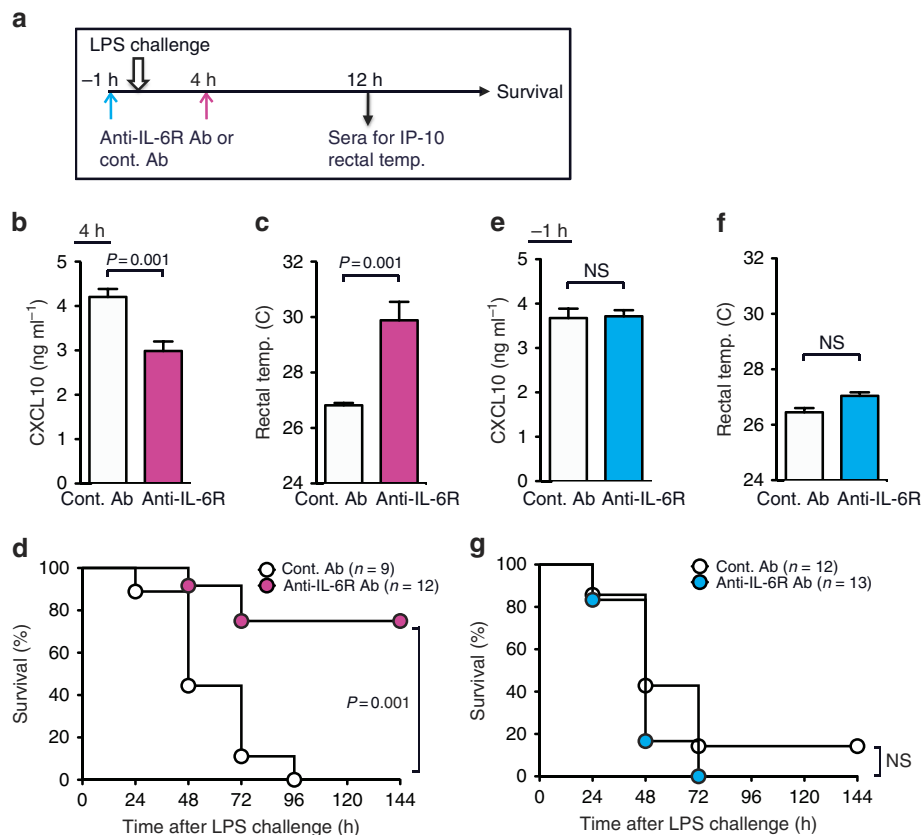 a
LPS challenge
–1 h
4 h
12 h
Survival
Anti-IL-6R Ab or
cont. Ab
Sera for IP-10
rectal temp.
b
4 h
P = 0.001
CXCL10 (ng ml⁻¹)
5
4
3
2
1
0
Cont. Ab Anti-IL-6R
c
P = 0.001
Rectal temp. (C)
32
30
28
26
24
Cont. Ab Anti-IL-6R
e
–1 h
NS
CXCL10 (ng ml⁻¹)
5
4
3
2
1
0
Cont. Ab Anti-IL-6R
f
NS
Rectal temp. (C)
32
30
28
26
24
Cont. Ab Anti-IL-6R
d
Cont. Ab (n = 9)
Anti-IL-6R Ab (n = 12)
Survival (%)
100
80
60
40
20
0
P = 0.001
0 24 48 72 96 120 144
Time after LPS challenge (h)
g
Cont. Ab (n = 12)
Anti-IL-6R Ab (n = 13)
Survival (%)
100
80
60
40
20
0
NS
0 24 48 72 96 120 144
Time after LPS challenge (h)